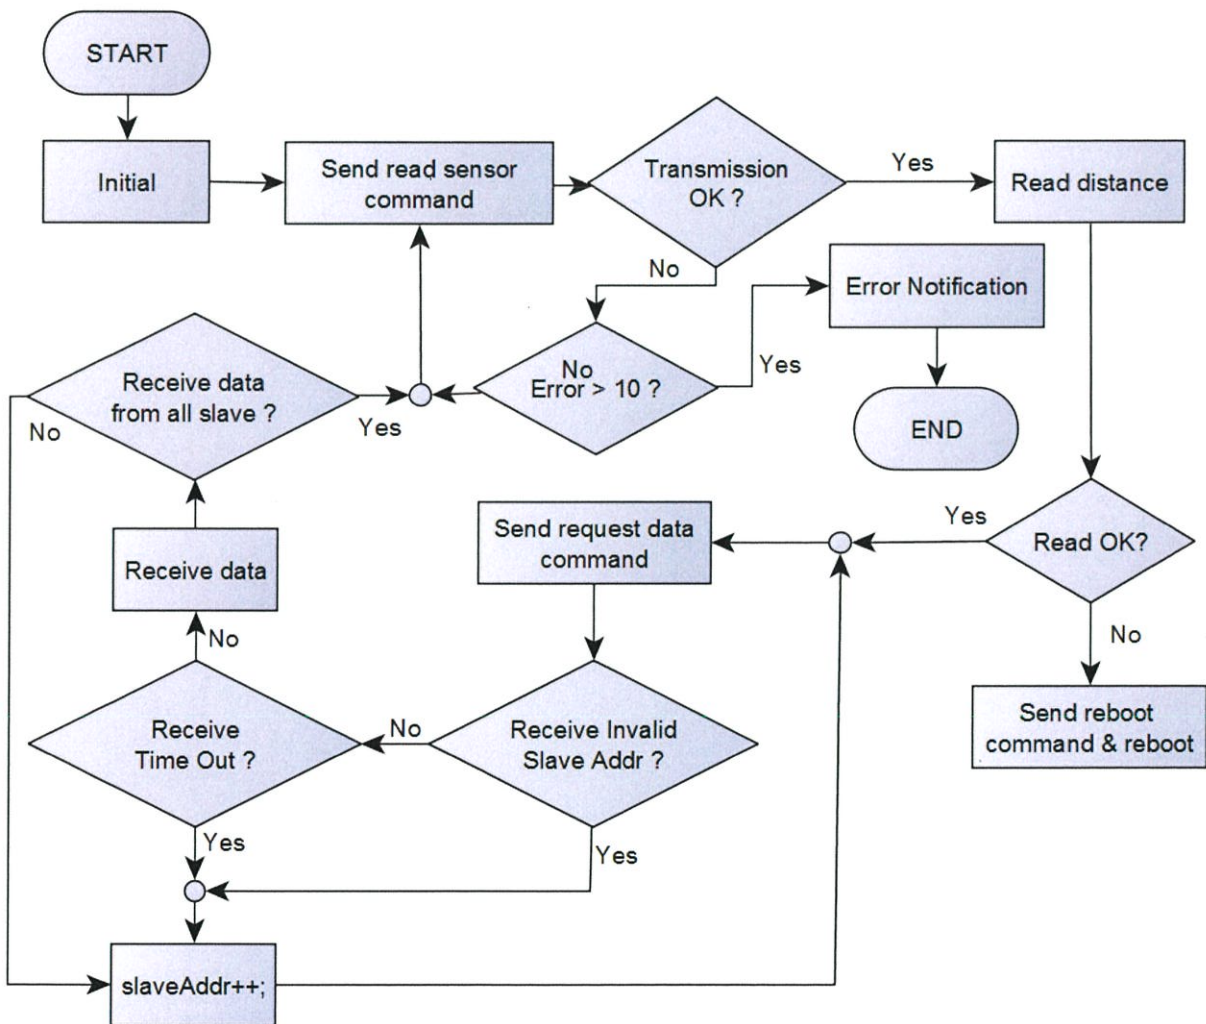 START
Initial
Send read sensor
command
Transmission
OK ?
Yes
Read distance
No
Error Notification
Yes
No
Error > 10 ?
END
Receive data
from all slave ?
Yes
No
Receive data
No
Send request data
command
Yes
Read OK?
No
Send reboot
command & reboot
Receive
Time Out ?
No
Receive Invalid
Slave Addr ?
Yes
Yes
slaveAddr++;